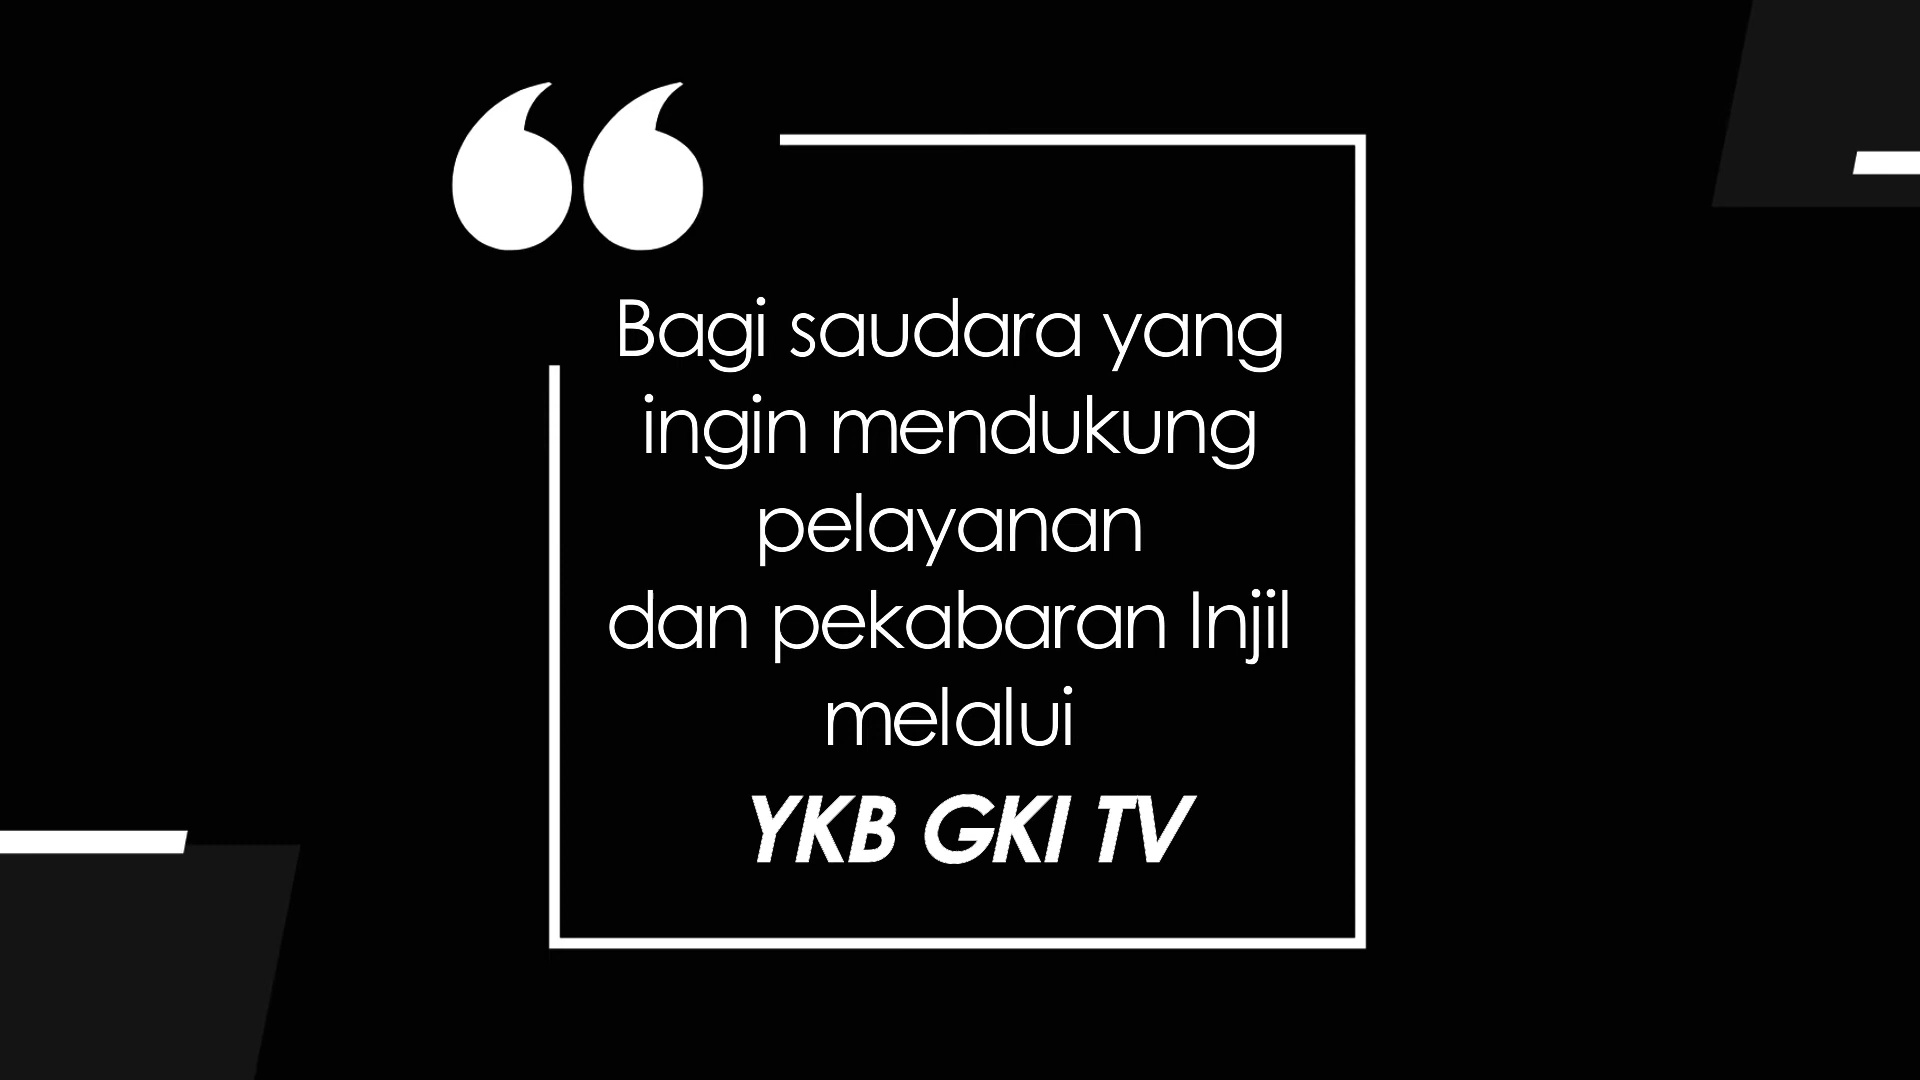 Bagi saudara yang
ingin mendukung
pelayanan
dan pekabaran Injil
melalui
YKB GKI TV